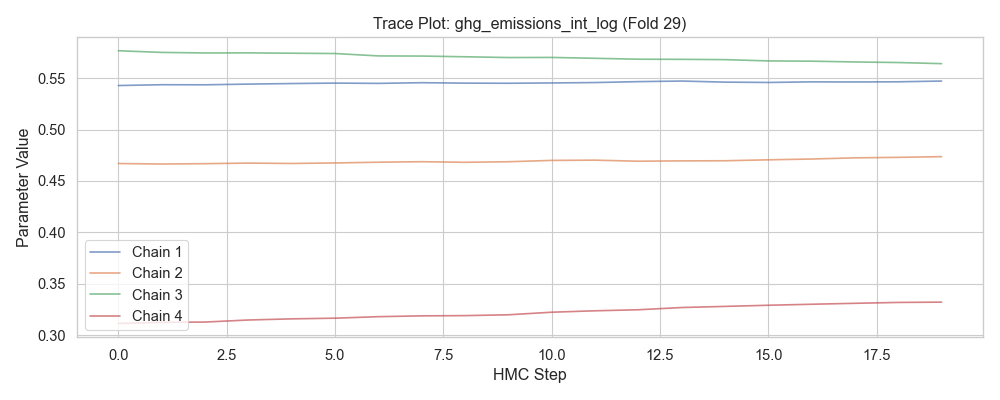 Trace Plot: ghg_emissions_int_log (Fold 29)
Parameter Value
0.55
0.50
0.45
0.40
0.35
0.30
Chain 1
Chain 2
Chain 3
Chain 4
0.0 2.5 5.0 7.5 10.0 12.5 15.0 17.5
HMC Step